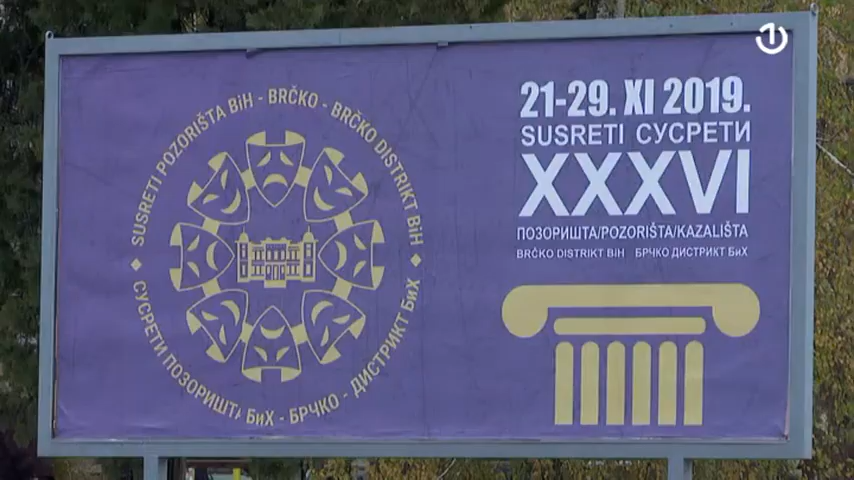 SUSRETI POZORIŠTA BiH - BRČKO - BRČKO DISTRIKT BiH
СУСРЕТИ ПОЗОРИШТА БиХ - БРЧКО - ДИСТРИКТ БиХ
21-29. XI 2019.
SUSRETI СУСРЕТИ
XXXVI
ПОЗОРИШТА/POZORIŠTA/KAZALIŠTA
BRČKO DISTRIKT BiH БРЧКО ДИСТРИКТ БиХ